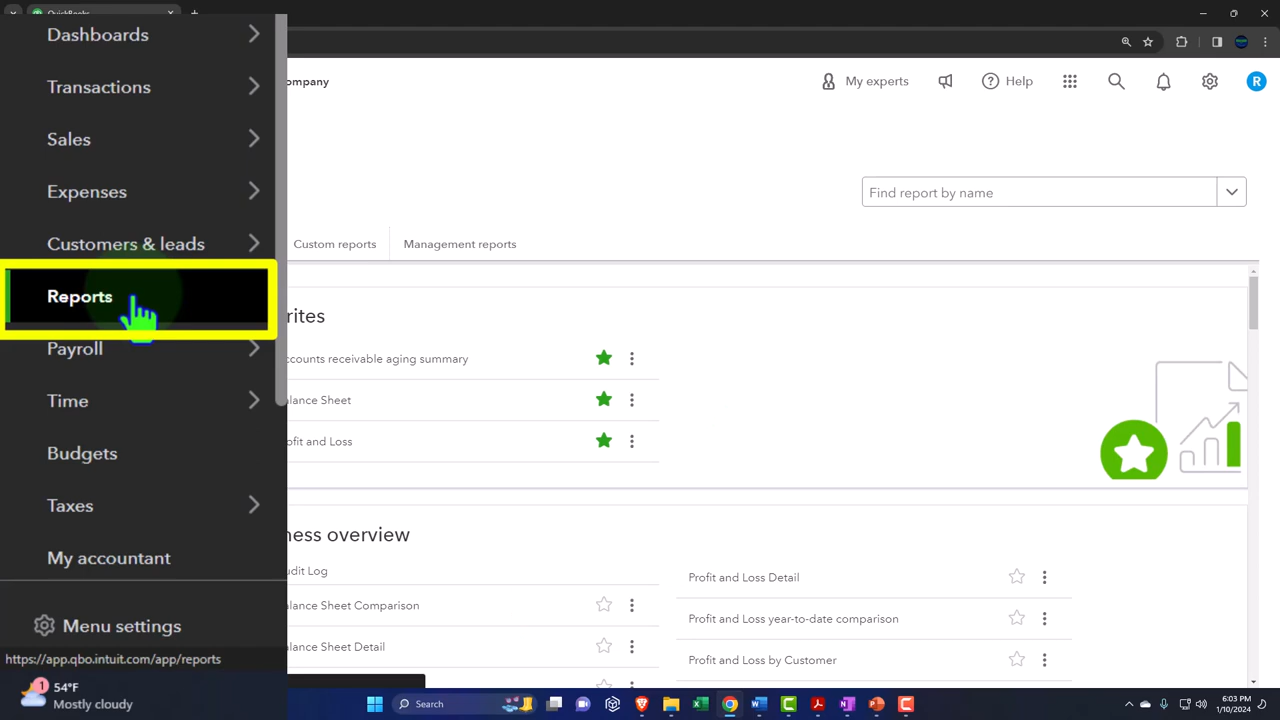 QuickBooks
Dashboards
Transactions
Sales
Expenses
Customers & leads
Reports
Payroll
Time
Budgets
Taxes
My accountant
Menu settings
https://app.qbo.intuit.com/app/reports
ompany
My experts
Help
R
Find report by name
Custom reports
Management reports
rites
ccounts receivable aging summary
alance Sheet
ofit and Loss
ness overview
udit Log
alance Sheet Comparison
alance Sheet Detail
Profit and Loss Detail
Profit and Loss year-to-date comparison
Profit and Loss by Customer
1
54°F
Mostly cloudy
Search
6:03 PM
1/10/2024